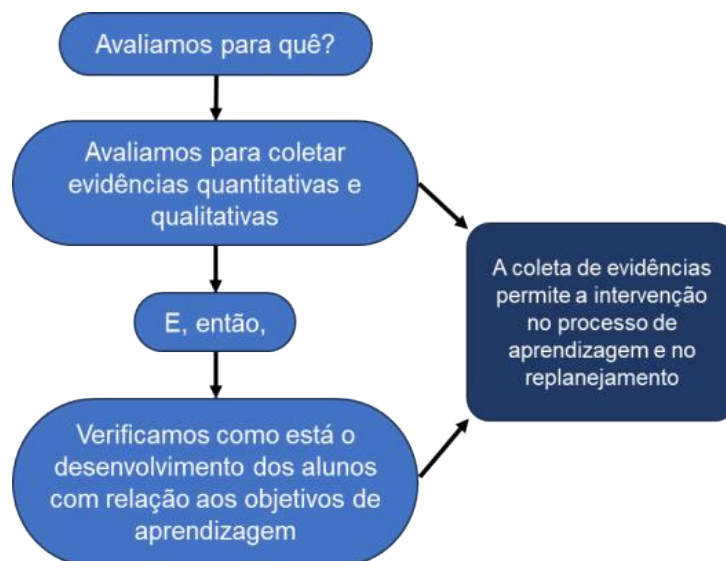 Avaliamos para quê?
Avaliamos para coletar
evidências quantitativas e
qualitativas
E, então,
Verificamos como está o
desenvolvimento dos alunos
com relação aos objetivos de
aprendizagem
A coleta de evidências
permite a intervenção
no processo de
aprendizagem e no
replanejamento